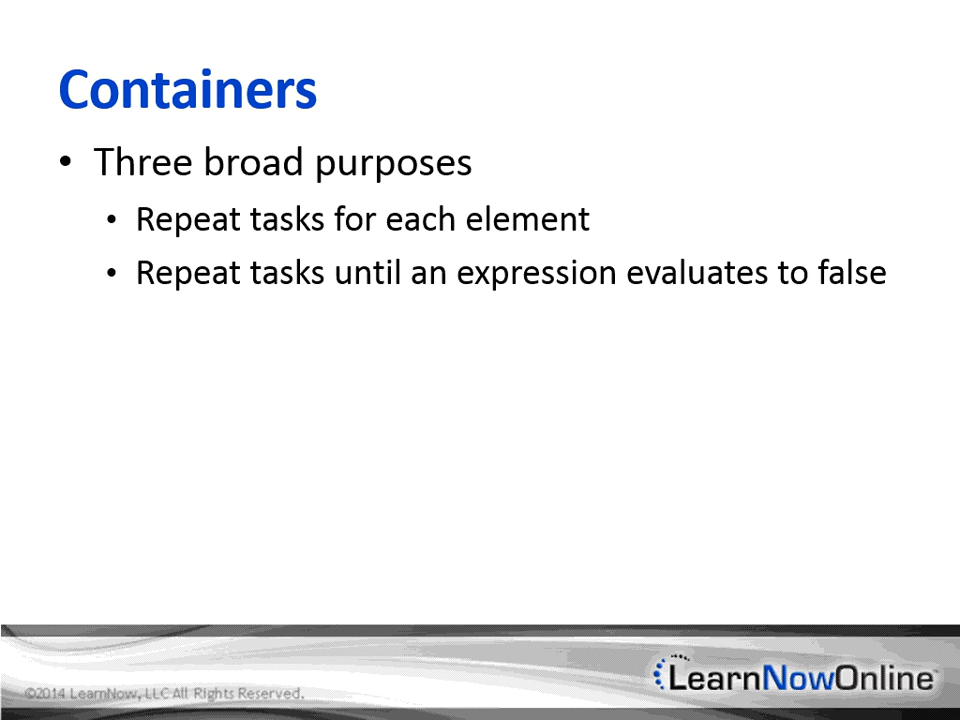 Containers
• Three broad purposes
• Repeat tasks for each element
• Repeat tasks until an expression evaluates to false
©2014 LearnNow, LLC All Rights Reserved.
LearnNowOnline